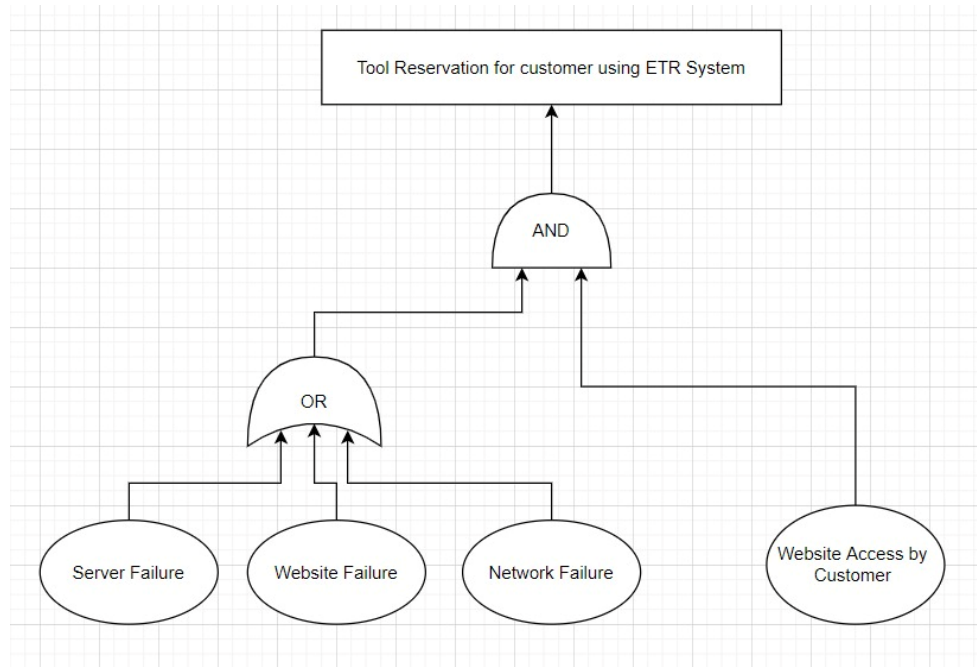 Tool Reservation for customer using ETR System
AND
OR
Server Failure
Website Failure
Network Failure
Website Access by
Customer